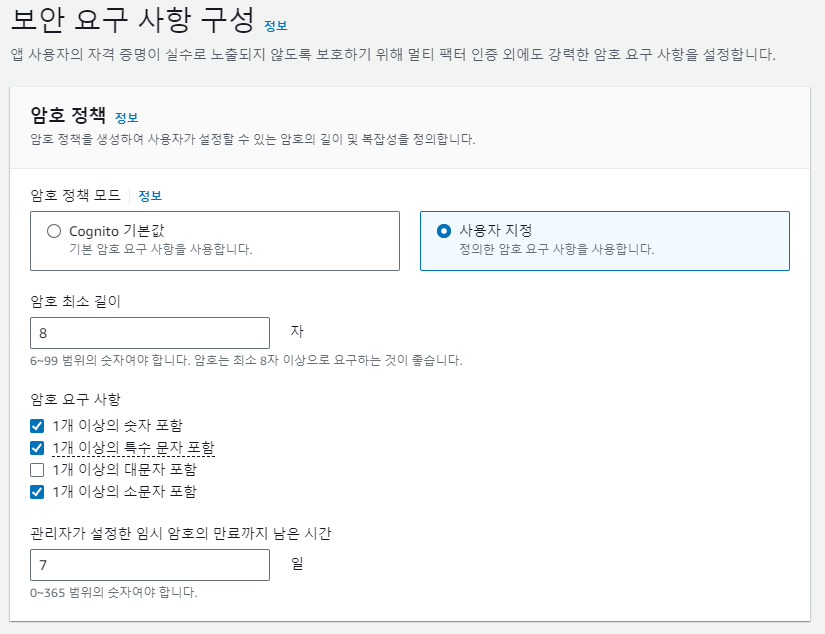 보안 요구 사항 구성 정보
앱 사용자의 자격 증명이 실수로 노출되지 않도록 보호하기 위해 멀티 팩터 인증 외에도 강력한 암호 요구 사항을 설정합니다.
암호 정책 정보
암호 정책을 생성하여 사용자가 설정할 수 있는 암호의 길이 및 복잡성을 정의합니다.
암호 정책 모드 정보
Cognito 기본값
기본 암호 요구 사항을 사용합니다.
사용자 지정
정의한 암호 요구 사항을 사용합니다.
암호 최소 길이
8 자
6~99 범위의 숫자여야 합니다. 암호는 최소 8자 이상으로 요구하는 것이 좋습니다.
암호 요구 사항
1개 이상의 숫자 포함
1개 이상의 특수 문자 포함
1개 이상의 대문자 포함
1개 이상의 소문자 포함
관리자가 설정한 임시 암호의 만료까지 남은 시간
7 일
0~365 범위의 숫자여야 합니다.